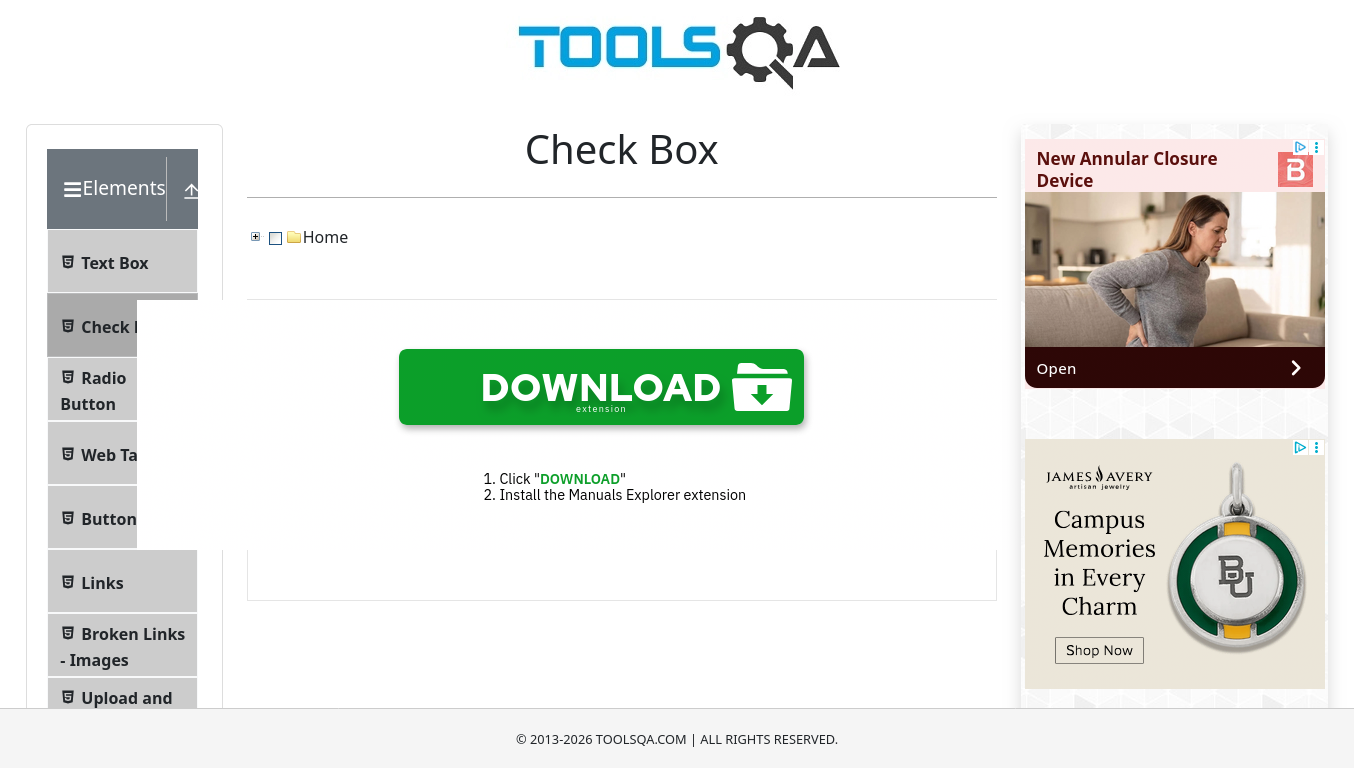 TOOLSQA
Elements
Text Box
Check
Radio
Button
Web Ta
Button
Links
Broken Links
- Images
Upload and
Check Box
Home
DOWNLOAD
extension
1. Click "DOWNLOAD"
2. Install the Manuals Explorer extension
New Annular Closure
Device
B
Open
JAMES AVERY
artisan jewelry
Campus
Memories
in Every
Charm
Shop Now
BU
© 2013-2026 TOOLSQA.COM | ALL RIGHTS RESERVED.